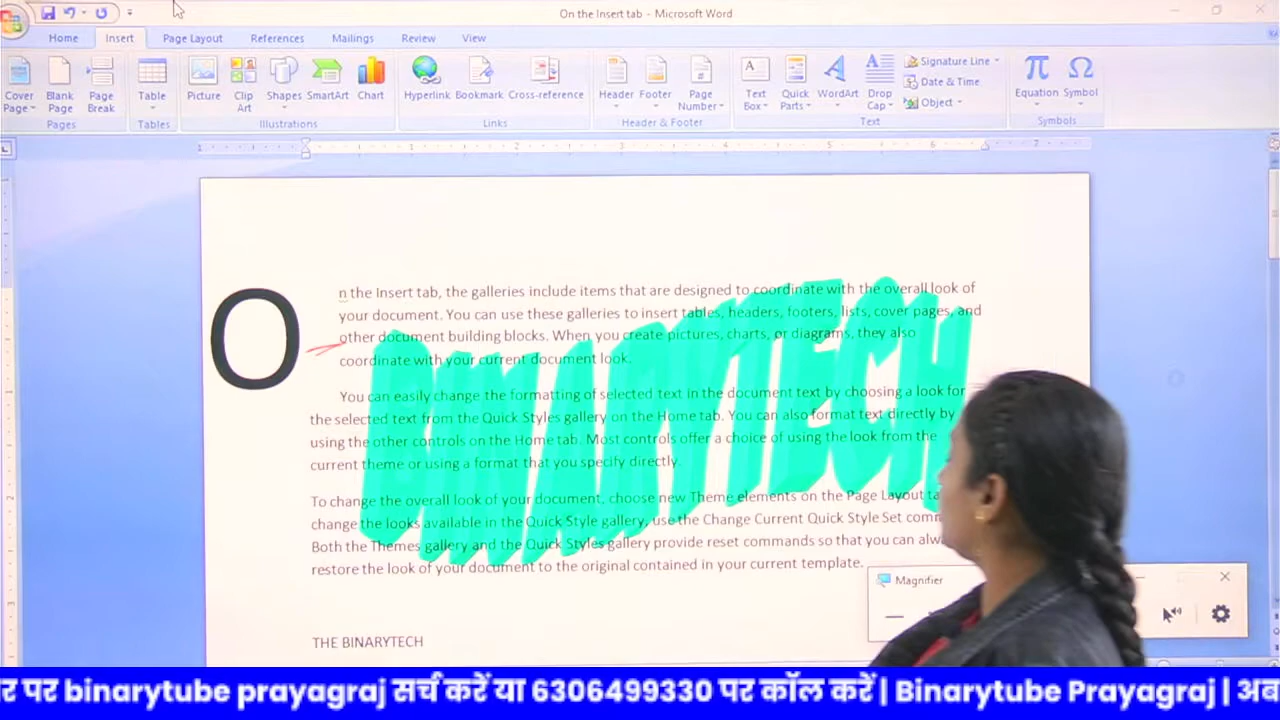 On the Insert tab - Microsoft Word
Home Insert Page Layout References Mailings Review View
Cover Page Blank Page Page Break Table Picture Clip Art Shapes SmartArt Chart Hyperlink Bookmark Cross-reference Header Footer Page Number Text Box Quick Parts WordArt Drop Cap Signature Line Date & Time Object Equation Symbol
Pages Tables Illustrations Links Header & Footer Text Symbols
1 1 2 3 4 5 6 7
O
n the Insert tab, the galleries include items that are designed to coordinate with the overall look of
your document. You can use these galleries to insert tables, headers, footers, lists, cover pages, and
other document building blocks. When you create pictures, charts, or diagrams, they also
coordinate with your current document look.
You can easily change the formatting of selected text in the document text by choosing a look for
the selected text from the Quick Styles gallery on the Home tab. You can also format text directly by
using the other controls on the Home tab. Most controls offer a choice of using the look from the
current theme or using a format that you specify directly.
To change the overall look of your document, choose new Theme elements on the Page Layout
change the looks available in the Quick Style gallery, use the Change Current Quick Style Set
Both the Themes gallery and the Quick Styles gallery provide reset commands so that you can
restore the look of your document to the original contained in your current template.
BINARYTECH
THE BINARYTECH
Magnifier
पर binarytube prayagraj सर्च करें या 6306499330 पर कॉल करें | Binarytube Prayagraj | अब